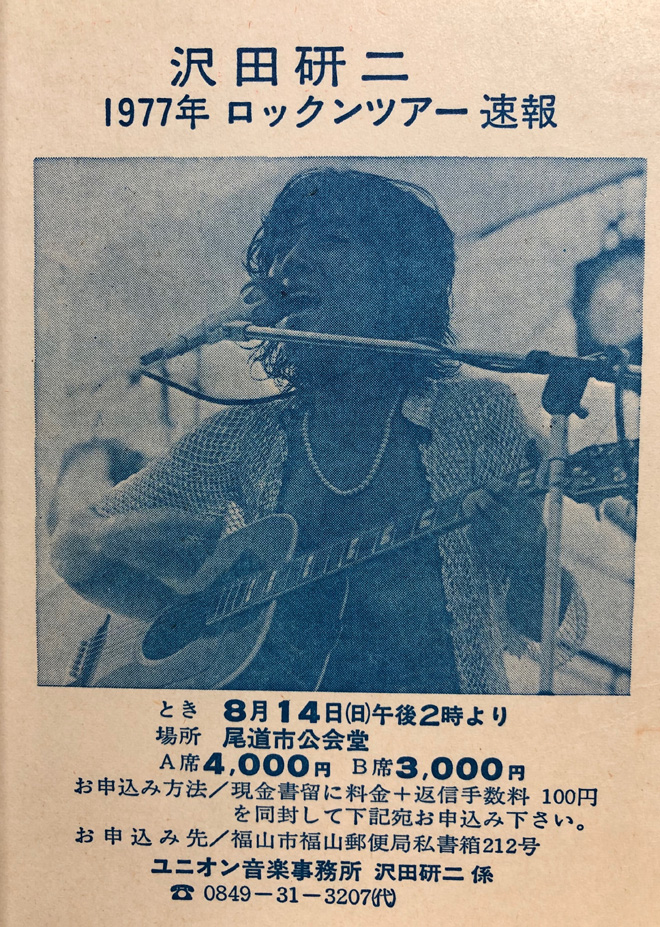 沢田研二
1977年 ロックンツアー 速報
とき 8月14日(日)午後2時より
場所 尾道市公会堂
A席4,000円 B席3,000円
お申込み方法/現金書留に料金+返信手数料 100円
を同封して下記宛お申込み下さい。
お申込み先/福山市福山郵便局私書箱212号
ユニオン音楽事務所 沢田研二係
☎ 0849-31-3207(代)